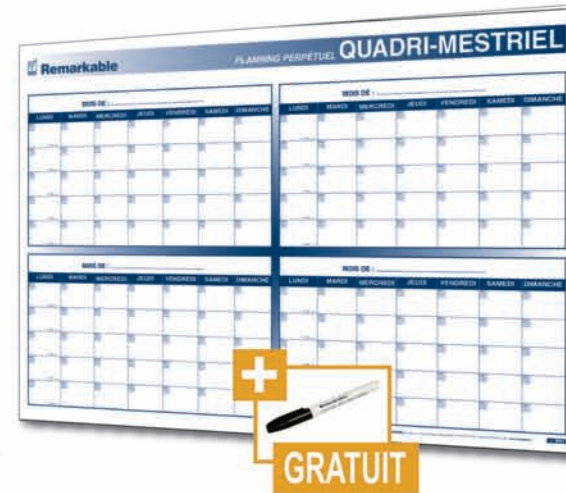 Remarkable
PLANNING PERPÉTUEL QUADRI-MESTRIEL
MOIS DE :
LUNDI MARDI MERCREDI JEUDI VENDREDI SAMEDI DIMANCHE
MOIS DE :
LUNDI MARDI MERCREDI JEUDI VENDREDI SAMEDI DIMANCHE
MOIS DE :
LUNDI MARDI MERCREDI JEUDI VENDREDI SAMEDI DIMANCHE
MOIS DE :
LUNDI MARDI MERCREDI JEUDI VENDREDI SAMEDI DIMANCHE
+
GRATUIT